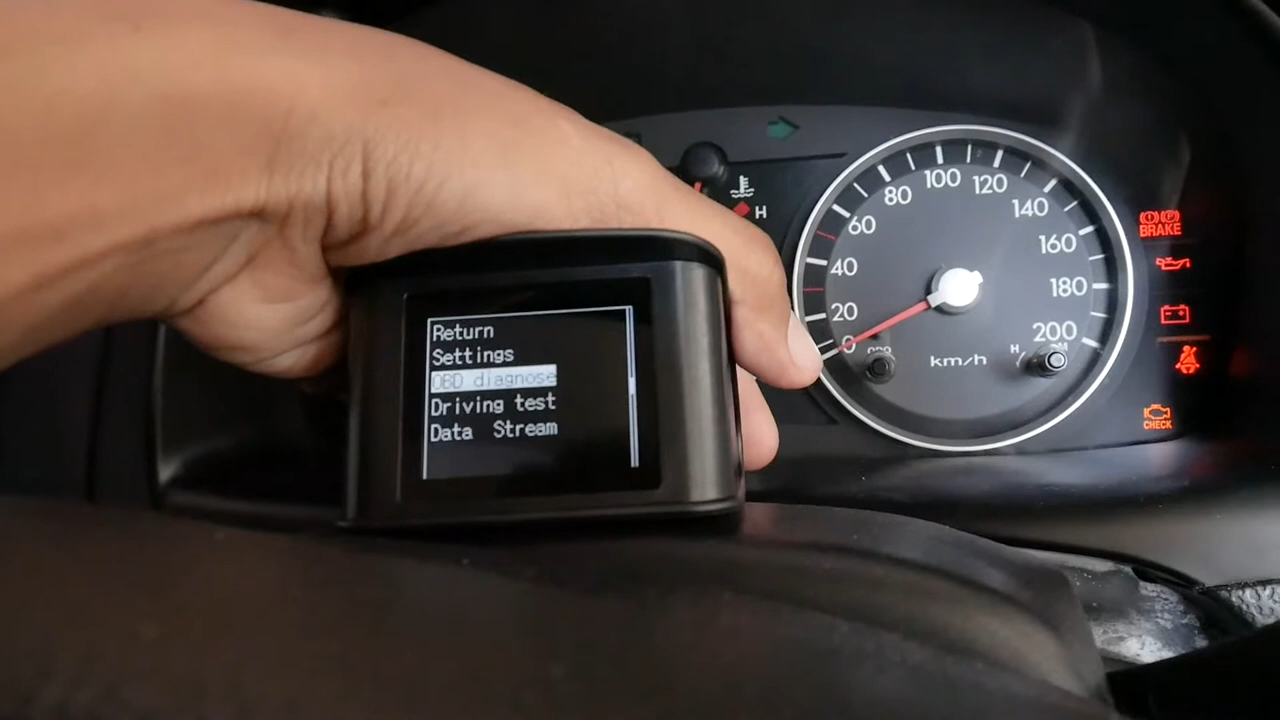 Return
Settings
OBD diagnose
Driving test
Data Stream
H
0
20
40
60
80
100
120
140
160
180
200
km/h
H
BRAKE
CHECK